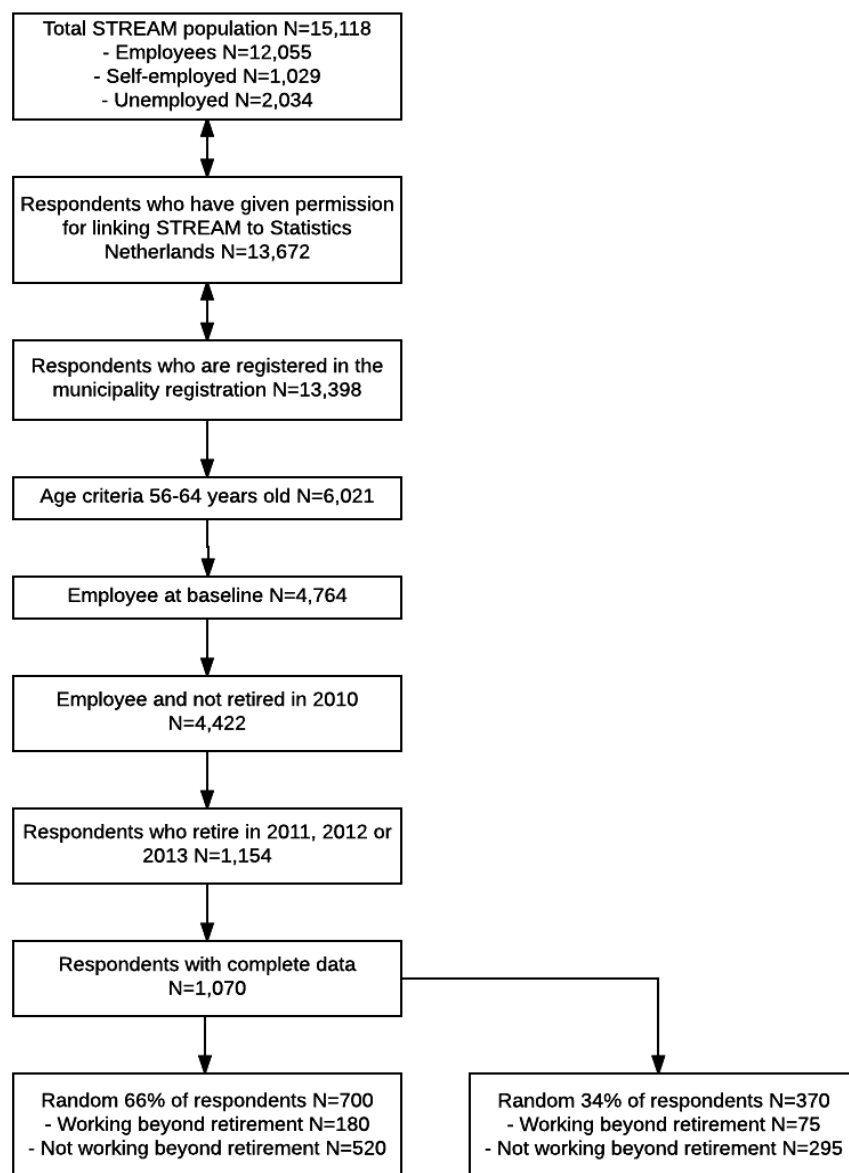 Total STREAM population N=15,118
- Employees N=12,055
- Self-employed N=1,029
- Unemployed N=2,034
Respondents who have given permission
for linking STREAM to Statistics
Netherlands N=13,672
Respondents who are registered in the
municipality registration N=13,398
Age criteria 56-64 years old N=6,021
Employee at baseline N=4,764
Employee and not retired in 2010
N=4,422
Respondents who retire in 2011, 2012 or
2013 N=1,154
Respondents with complete data
N=1,070
Random 66% of respondents N=700
- Working beyond retirement N=180
- Not working beyond retirement N=520
Random 34% of respondents N=370
- Working beyond retirement N=75
- Not working beyond retirement N=295